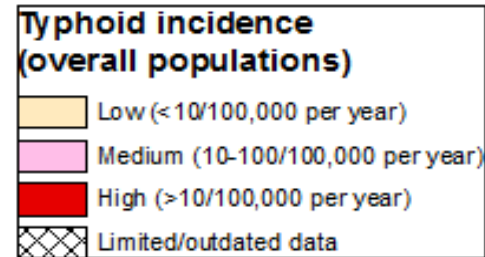 Typhoid incidence
(overall populations)
Low (<10/100,000 per year)
Medium (10-100/100,000 per year)
High (>10/100,000 per year)
Limited/outdated data